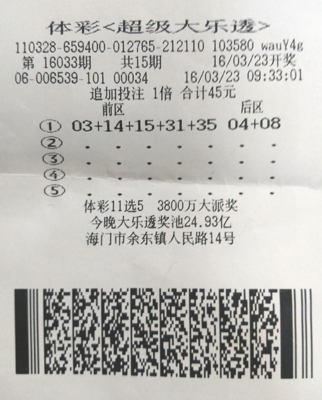 体彩<超级大乐透>
110328-659400-012765-212110 103580 wauY4g
第 16033期 共15期 16/03/23开奖
06-006539-101 00034 16/03/23 09:33:01
追加投注 1倍 合计45元
前区 后区
① 03+14+15+31+35 04+08
② · · · · · · ·
③ · · · · · · ·
④ · · · · · · ·
⑤ · · · · · · ·
体彩11选5 3800万大派奖
今晚大乐透奖池24.93亿
海门市余东镇人民路14号